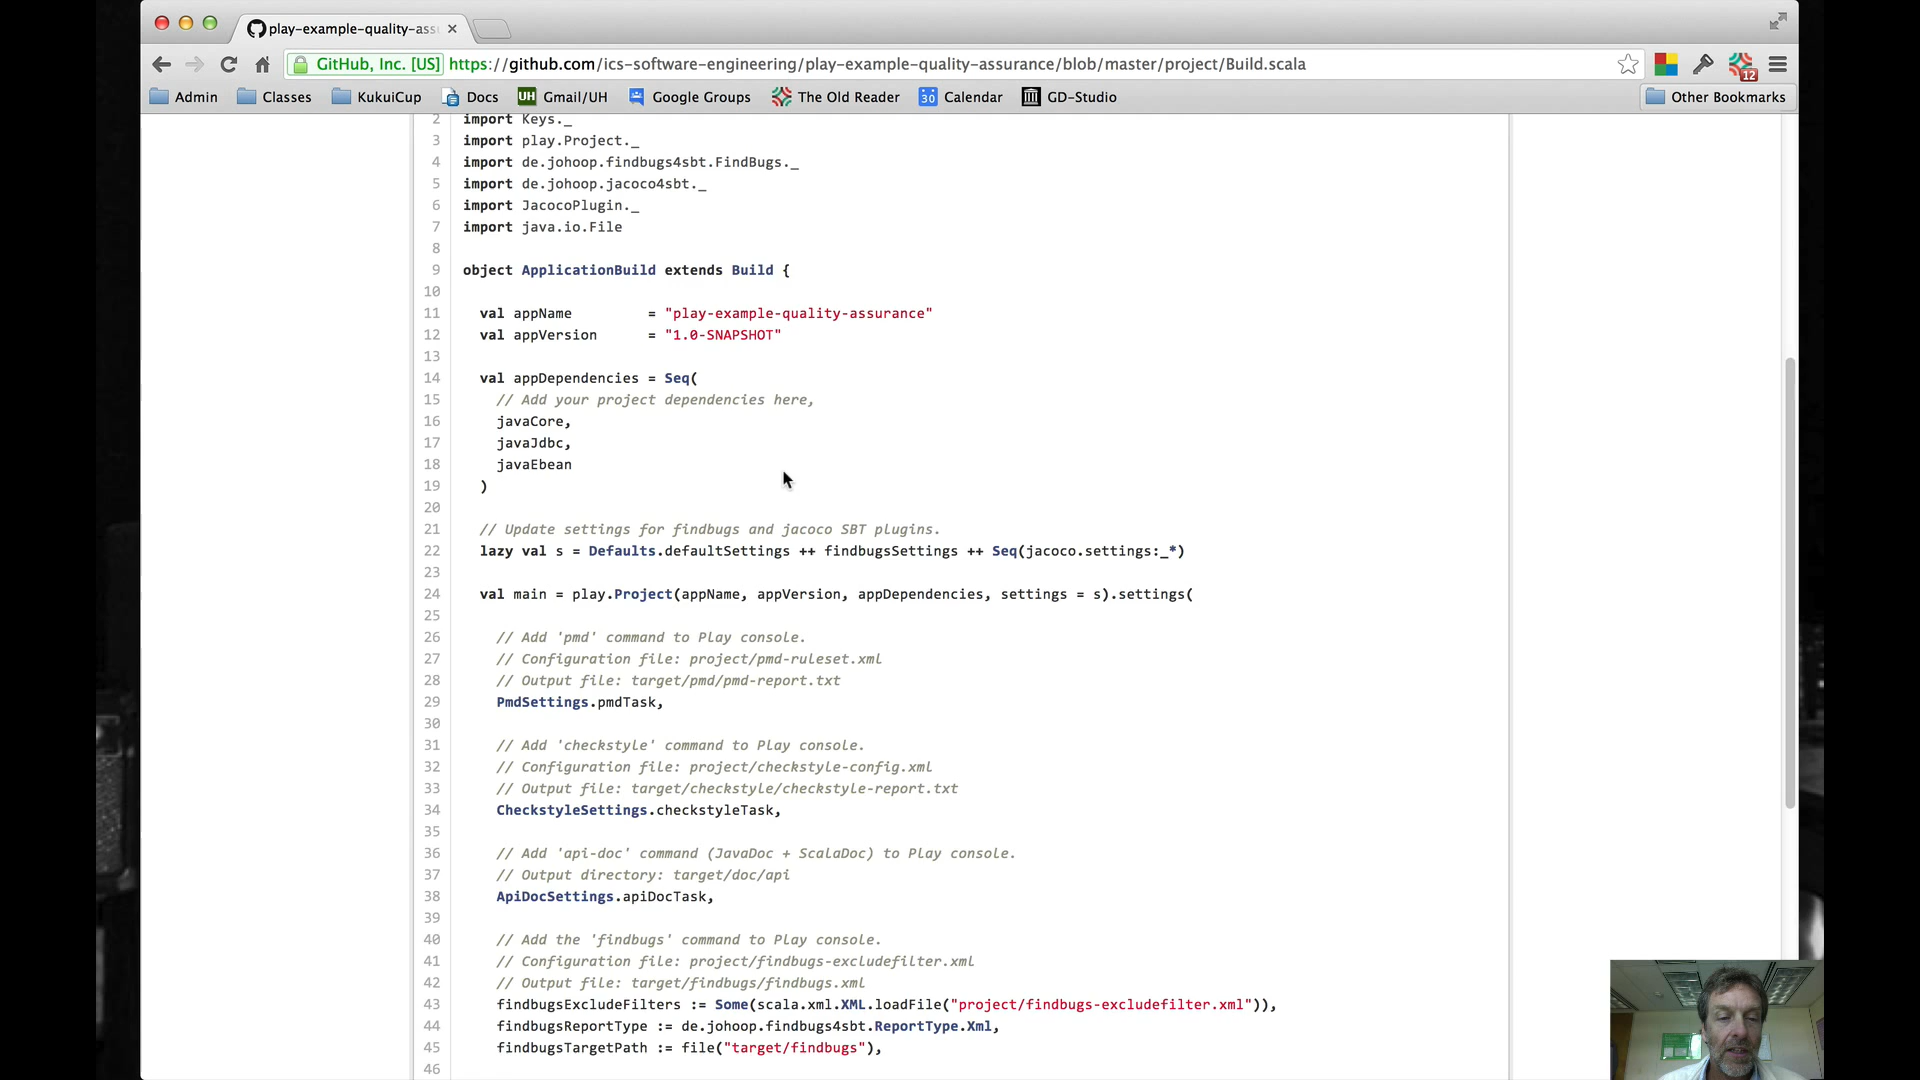 play-example-quality-ass
GitHub, Inc. [US] https://github.com/ics-software-engineering/play-example-quality-assurance/blob/master/project/Build.scala
12
Admin Classes KukuiCup Docs UH Gmail/UH Google Groups The Old Reader 30 Calendar GD-Studio Other Bookmarks
2 import Keys._
3 import play.Project._
4 import de.johoop.findbugs4sbt.FindBugs._
5 import de.johoop.jacoco4sbt._
6 import JacocoPlugin._
7 import java.io.File
8
9 object ApplicationBuild extends Build {
10
11 val appName = "play-example-quality-assurance"
12 val appVersion = "1.0-SNAPSHOT"
13
14 val appDependencies = Seq(
15 // Add your project dependencies here,
16 javaCore,
17 javaJdbc,
18 javaEbean
19 )
20
21 // Update settings for findbugs and jacoco SBT plugins.
22 lazy val s = Defaults.defaultSettings ++ findbugsSettings ++ Seq(jacoco.settings:_*)
23
24 val main = play.Project(appName, appVersion, appDependencies, settings = s).settings(
25
26 // Add 'pmd' command to Play console.
27 // Configuration file: project/pmd-ruleset.xml
28 // Output file: target/pmd/pmd-report.txt
29 PmdSettings.pmdTask,
30
31 // Add 'checkstyle' command to Play console.
32 // Configuration file: project/checkstyle-config.xml
33 // Output file: target/checkstyle/checkstyle-report.txt
34 CheckstyleSettings.checkstyleTask,
35
36 // Add 'api-doc' command (JavaDoc + ScalaDoc) to Play console.
37 // Output directory: target/doc/api
38 ApiDocSettings.apiDocTask,
39
40 // Add the 'findbugs' command to Play console.
41 // Configuration file: project/findbugs-excludefilter.xml
42 // Output file: target/findbugs/findbugs.xml
43 findbugsExcludeFilters := Some(scala.xml.XML.loadFile("project/findbugs-excludefilter.xml")),
44 findbugsReportType := de.johoop.findbugs4sbt.ReportType.Xml,
45 findbugsTargetPath := file("target/findbugs"),
46